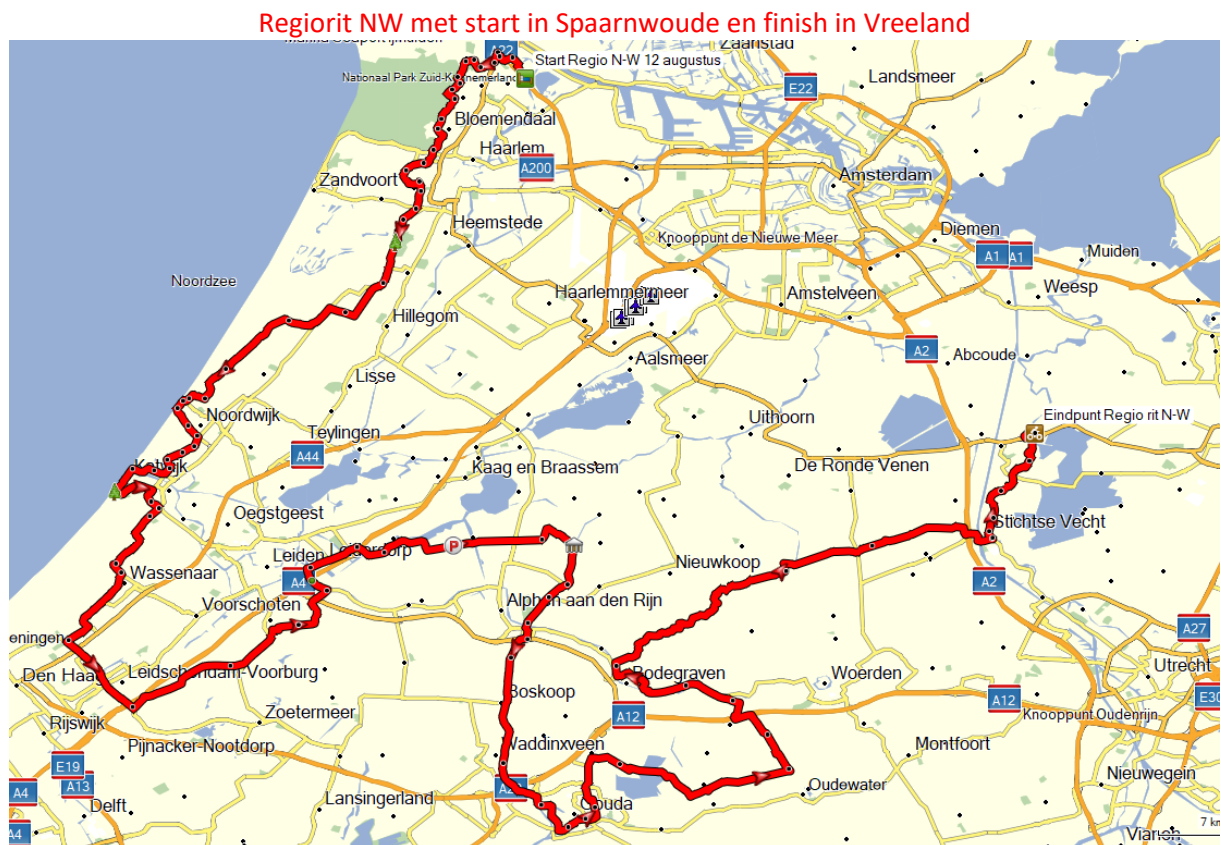 Regiorit NW met start in Spaarnwoude en finish in Vreeland
A22
Zaanstad
Start Regio N-W 12 augustus
Landsmeer
E22
Bloemendaal
Haarlem
A200
Amsterdam
Zandvoort
Heemstede
Knooppunt de Nieuwe Meer
Diemen
A1
A1
Muiden
Noordzee
Haarlemmermeer
Amstelveen
Weesp
Hillegom
A2
Abcoude
Aalsmeer
Lisse
Noordwijk
Uithoorn
Eindpunt Regio rit N-W
Teylingen
A44
Kaag en Braassem
De Ronde Venen
Katwijk
Oegstgeest
Stichtse Vecht
Leiden
Leiderdorp
P
Nieuwkoop
Wassenaar
A4
A2
Voorschoten
Alphen aan den Rijn
A27
eningen
Den Haag
Leidschendam-Voorburg
Bodegraven
Woerden
Utrecht
Boskoop
E30
A12
A12
Rijswijk
Zoetermeer
Knooppunt Oudenrijn
Pijnacker-Nootdorp
Waddinxveen
Montfoort
E19
A13
Nieuwegein
A4
Oudewater
Delft
Lansingerland
Gouda
7 km
A4
Vianen